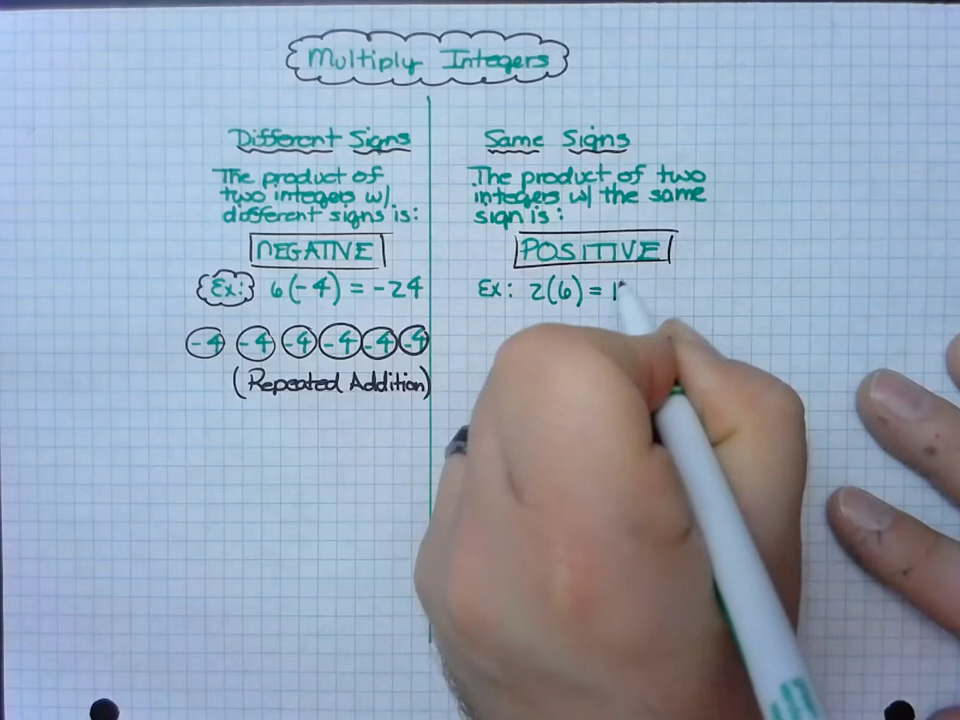 Multiply Integers
Different Signs
The product of
two integers w/
different signs is:
NEGATIVE
Ex: 6(-4) = -24
-4 -4 -4 -4 -4 -4
(Repeated Addition)
Same Signs
The product of two
integers w/ the same
sign is:
POSITIVE
Ex: 2(6) = 1